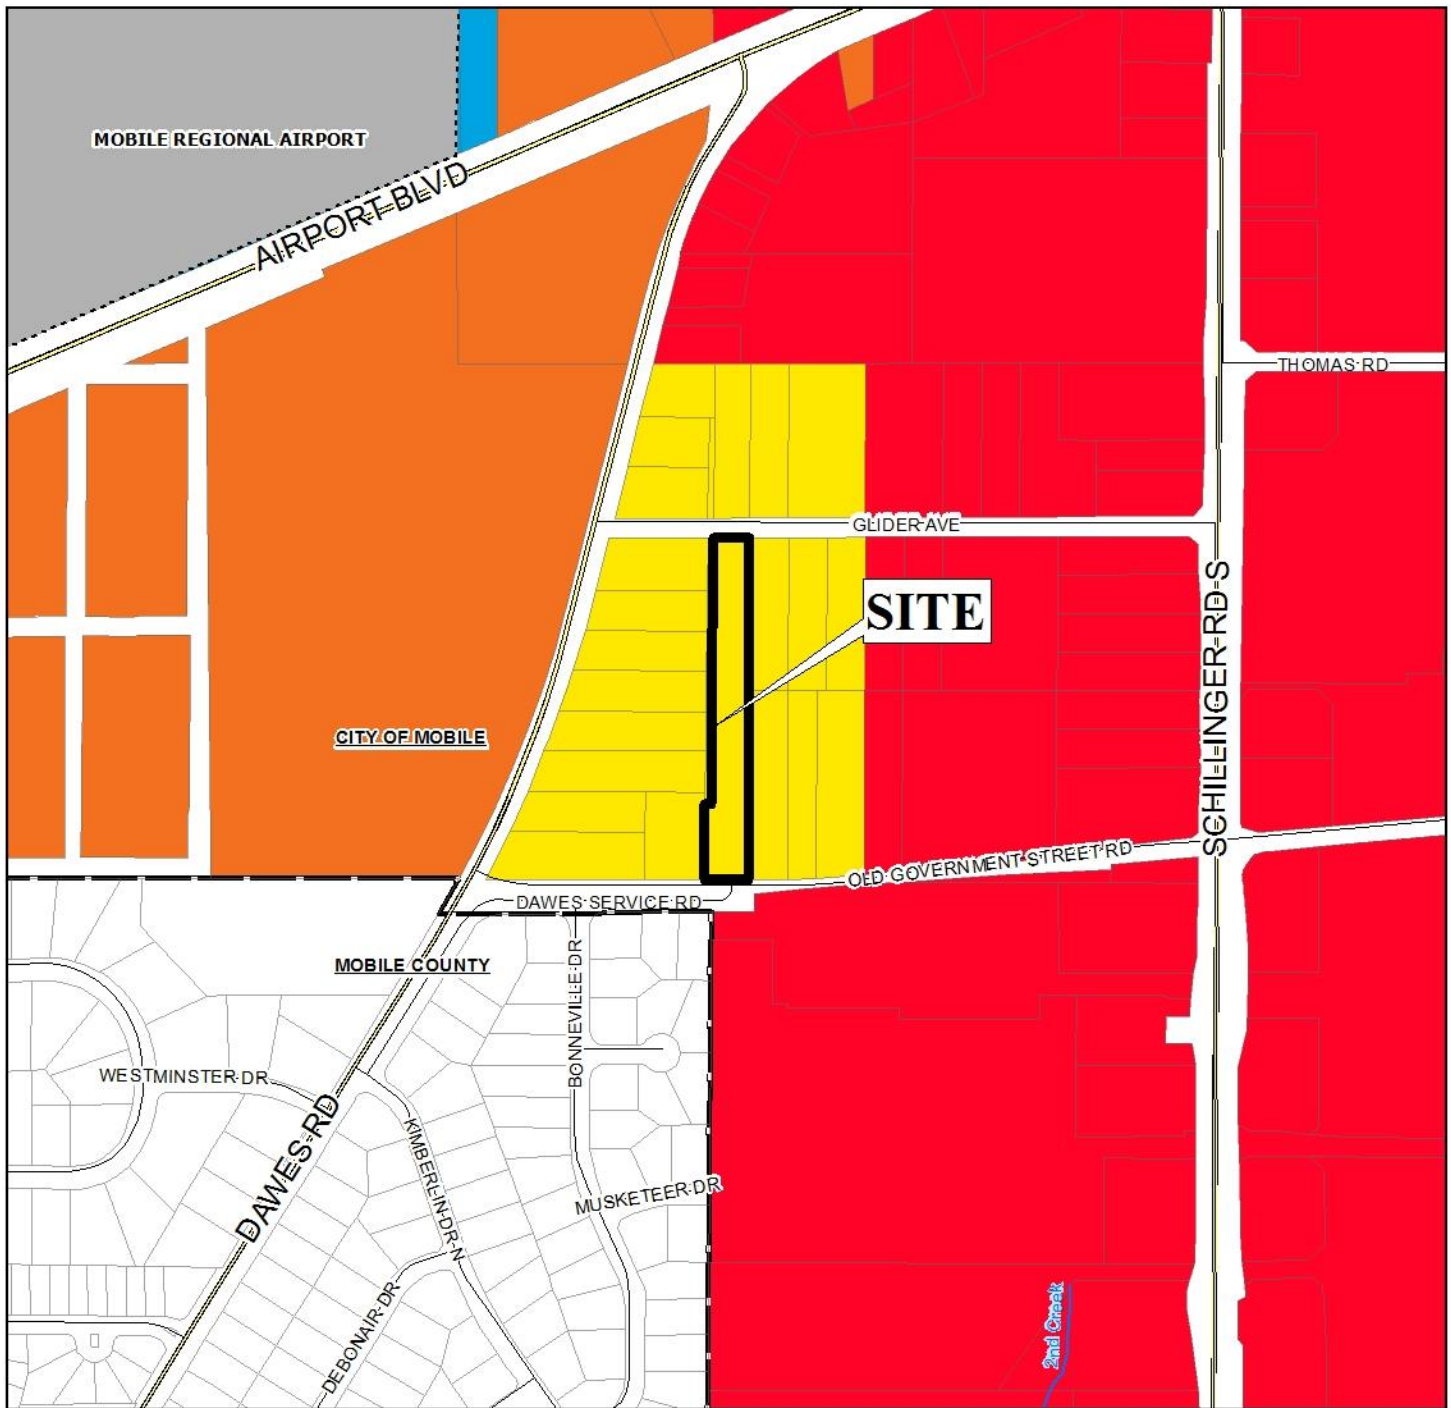 MOBILE REGIONAL AIRPORT
AIRPORT BLVD
THOMAS RD
GLIDER AVE
SITE
SCHILLINGER RD S
CITY OF MOBILE
OLD GOVERNMENT STREET RD
DAWES SERVICE RD
MOBILE COUNTY
BONNEVILLE DR
WESTMINSTER DR
DAWES RD
KIMBERLIN DR N
MUSKETEER DR
DEBONAIR DR
2nd Creek